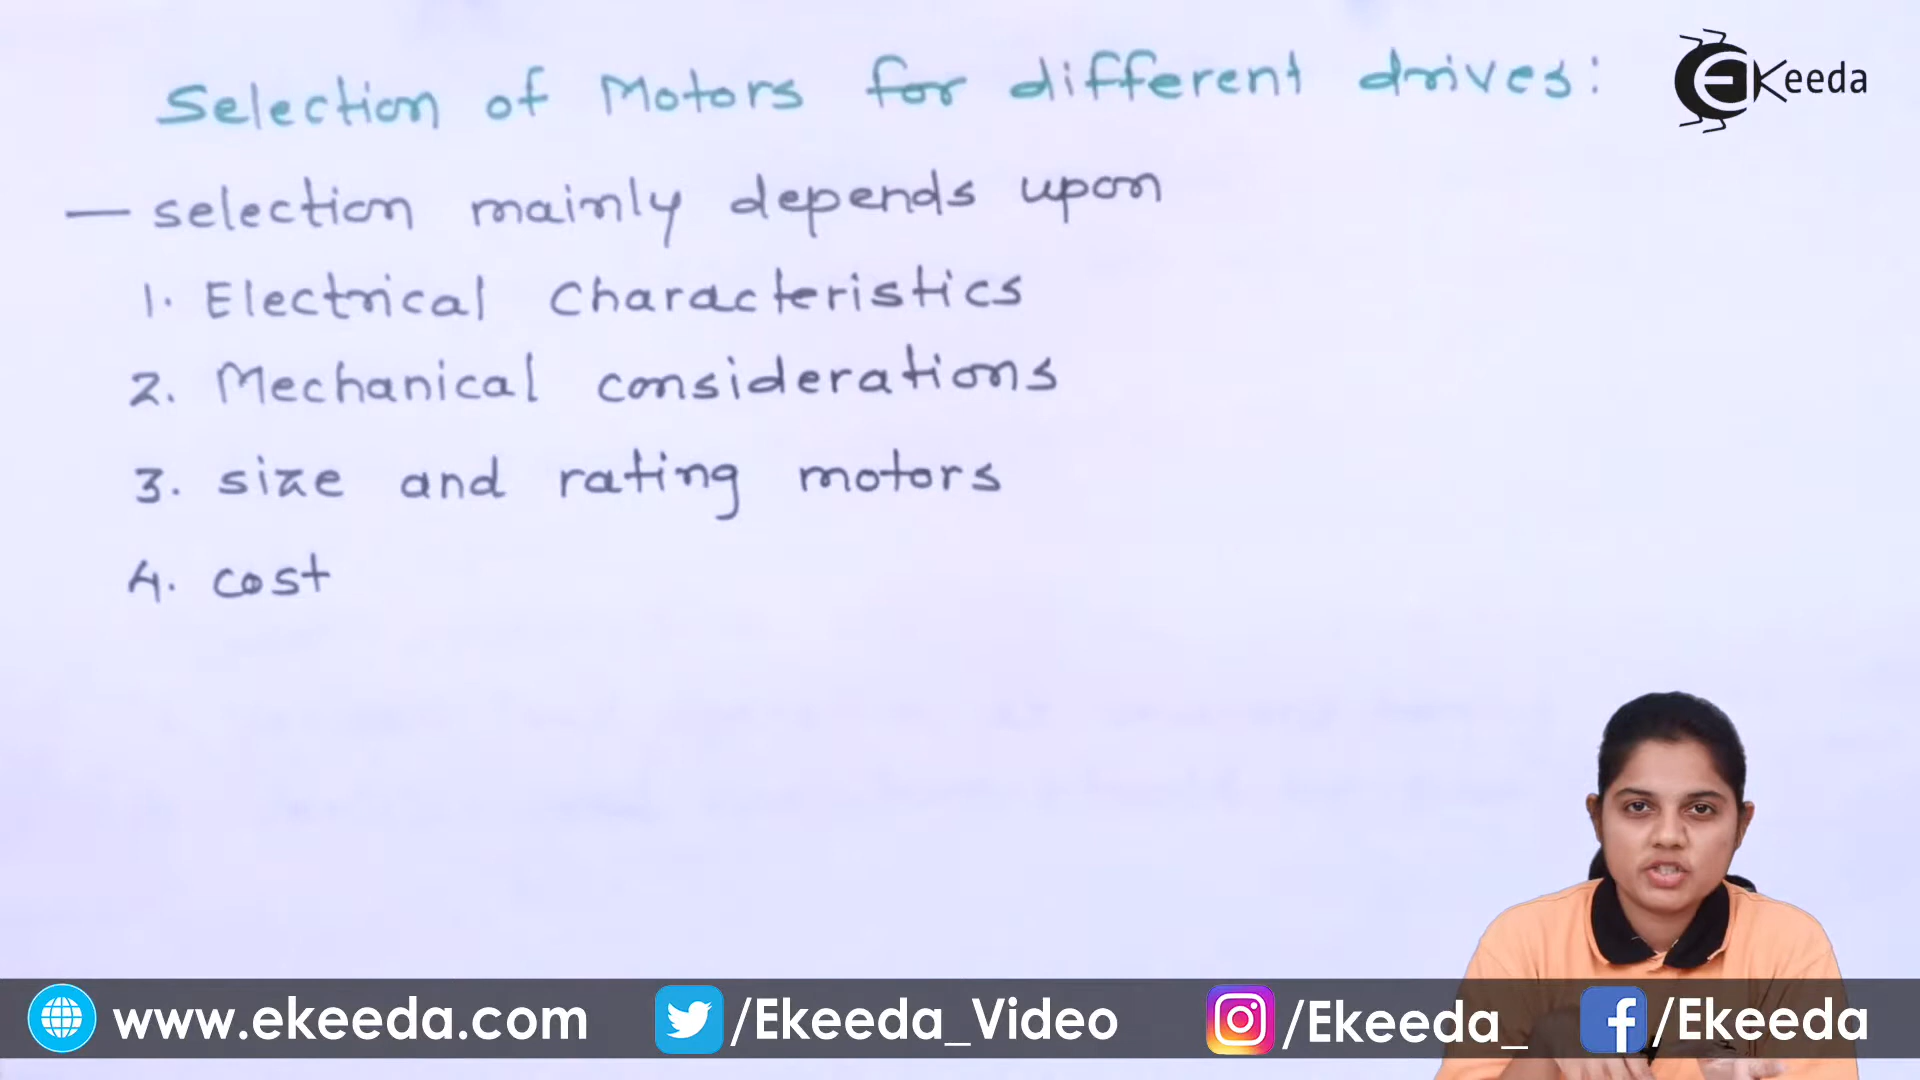 Selection of Motors for different drives:
Keeda
— selection mainly depends upon
1. Electrical Characteristics
2. Mechanical considerations
3. size and rating motors
4. cost
www.ekeeda.com /Ekeeda_Video /Ekeeda_ /Ekeeda